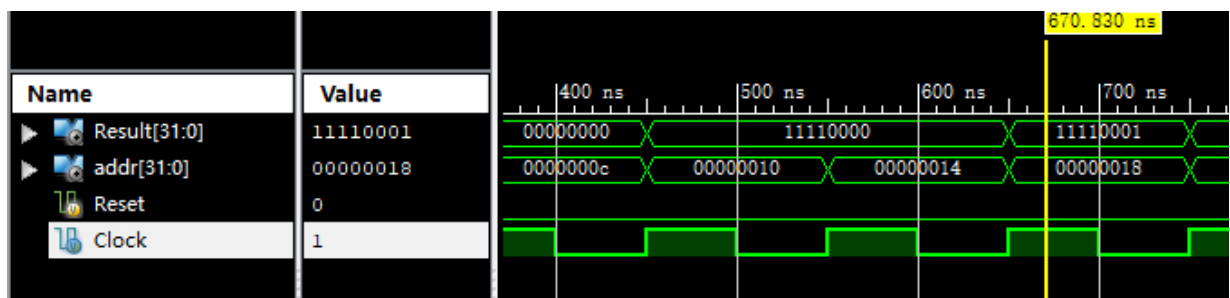 670.830 ns
Name Value
400 ns 500 ns 600 ns 700 ns
Result[31:0] 11110001 00000000 11110000 11110001
addr[31:0] 00000018 0000000c 00000010 00000014 00000018
Reset 0
Clock 1